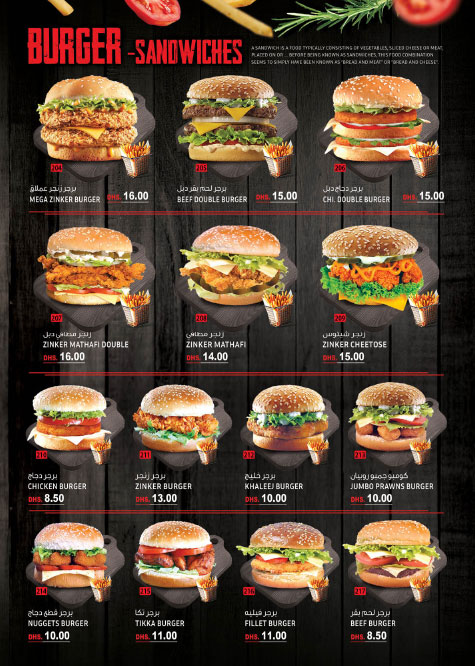 BURGER -SANDWICHES
A SANDWICH IS A FOOD TYPICALLY CONSISTING OF VEGETABLES, SLICED CHEESE OR MEAT,
PLACED ON OR ... BEFORE BEING KNOWN AS SANDWICHES, THIS FOOD COMBINATION
SEEMS TO SIMPLY HAVE BEEN KNOWN AS "BREAD AND MEAT" OR "BREAD AND CHEESE".
204
برجر زنجر عملاق
MEGA ZINKER BURGER
DHS. 16.00
205
برجر لحم بقر دبل
BEEF DOUBLE BURGER
DHS. 15.00
206
برجر دجاج دبل
CHI. DOUBLE BURGER
DHS. 15.00
207
زنجر مطافي دبل
ZINKER MATHAFI DOUBLE
DHS. 16.00
208
زنجر مطافي
ZINKER MATHAFI
DHS. 14.00
209
زنجر شيتوس
ZINKER CHEETOSE
DHS. 15.00
210
برجر دجاج
CHICKEN BURGER
DHS. 8.50
211
برجر زنجر
ZINKER BURGER
DHS. 13.00
212
برجر خليج
KHALEEJ BURGER
DHS. 10.00
213
كومبو جمبو روبيان
JUMBO PRAWNS BURGER
DHS. 10.00
214
برجر قطع دجاج
NUGGETS BURGER
DHS. 10.00
215
برجر تكا
TIKKA BURGER
DHS. 11.00
216
برجر فيليه
FILLET BURGER
DHS. 11.00
217
برجر لحم بقر
BEEF BURGER
DHS. 8.50